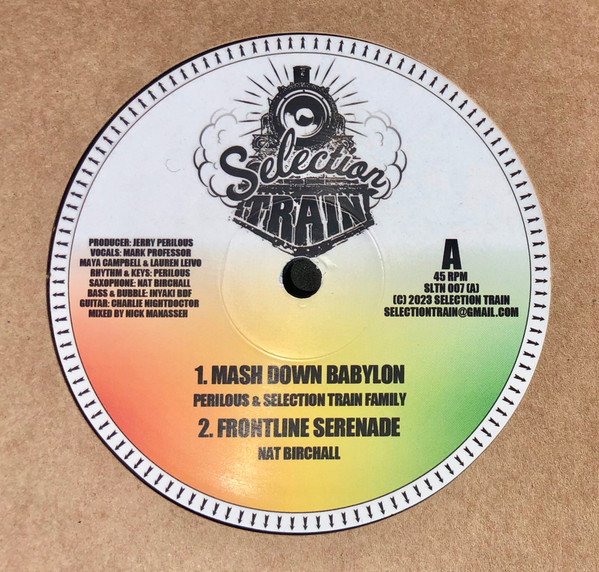 Selection
TRAIN
PRODUCER: JERRY PERILOUS
VOCALS: MARK PROFESSOR
MAYA CAMPBELL & LAUREN LEIVO
RHYTHM & KEYS: PERILOUS
SAXOPHONE: NAT BIRCHALL
BASS & BUBBLE: INYAKI BDF
GUITAR: CHARLIE NIGHTDOCTOR
MIXED BY NICK MANASSEH
A
45 RPM
SLTN 007 (A)
(C) 2023 SELECTION TRAIN
SELECTIONTRAIN@GMAIL.COM
1. MASH DOWN BABYLON
PERILOUS & SELECTION TRAIN FAMILY
2. FRONTLINE SERENADE
NAT BIRCHALL